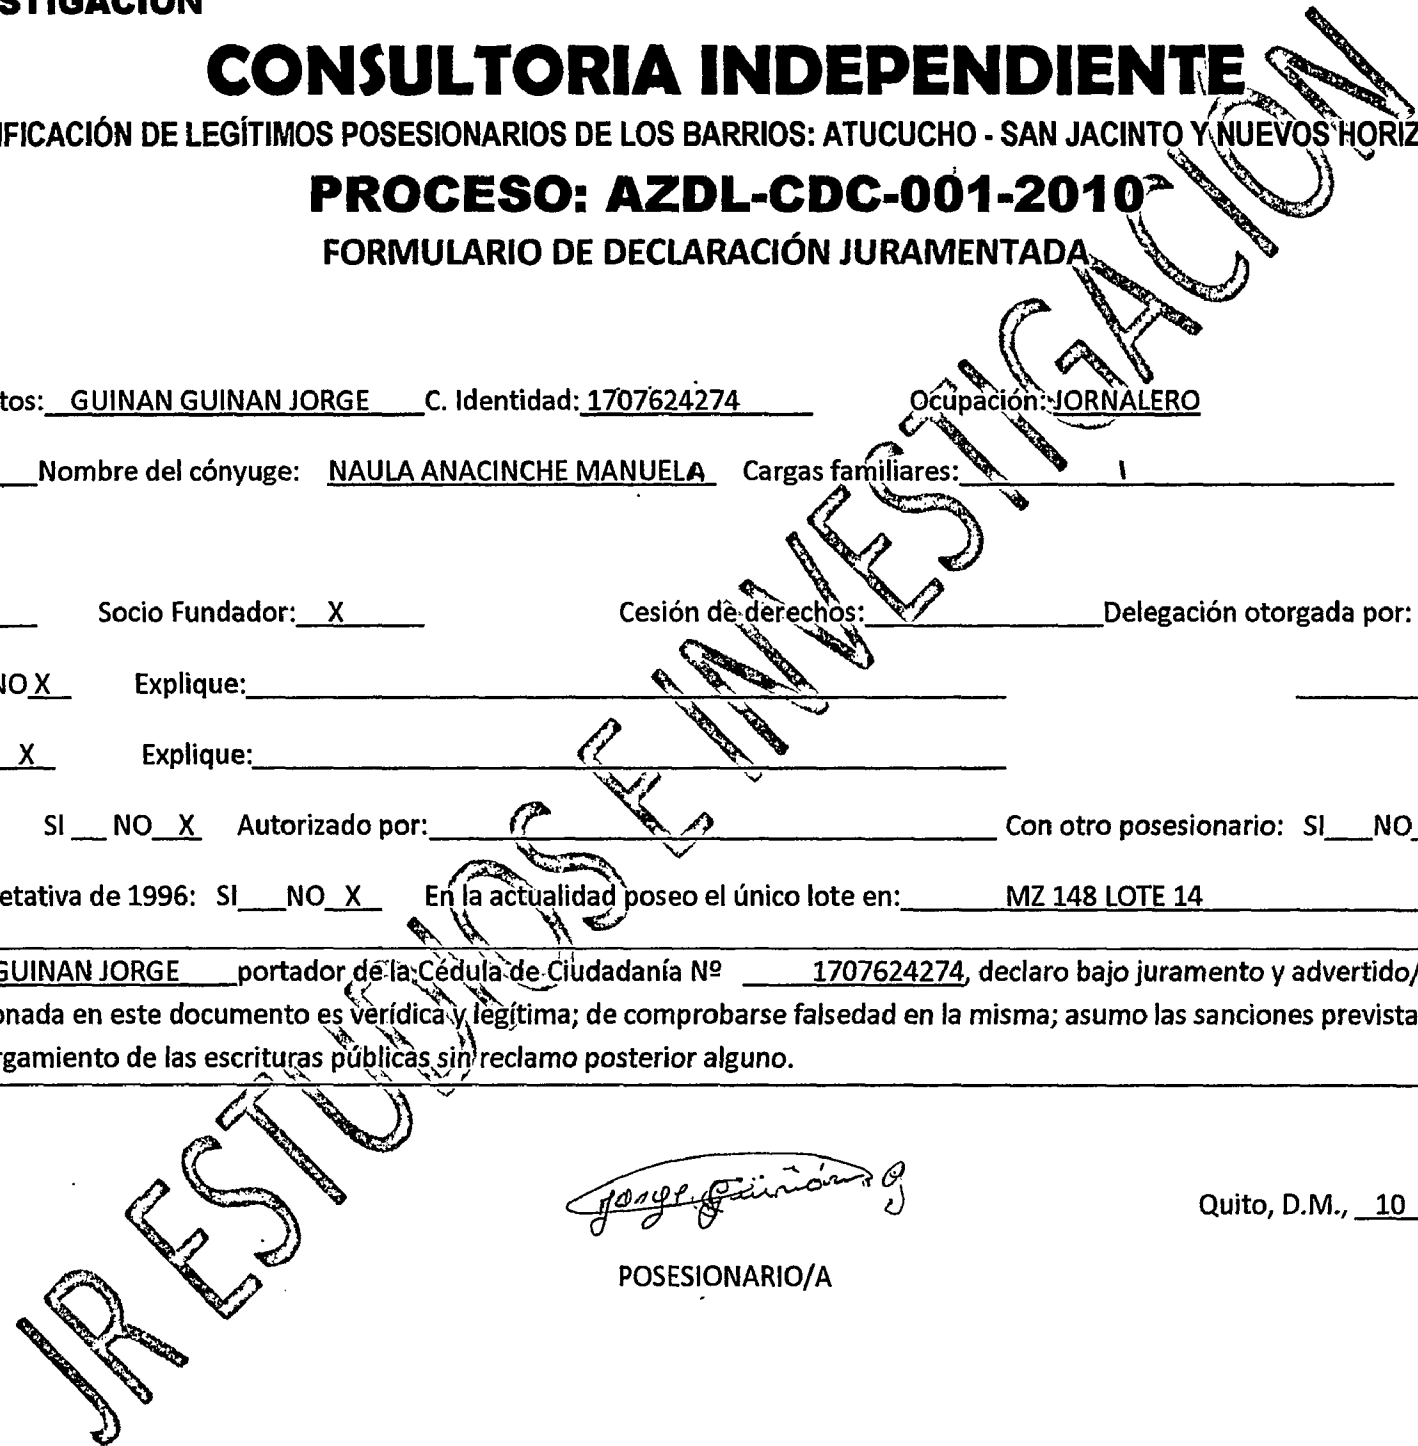 STIGACION
CONSULTORIA INDEPENDIENTE
IFICACIÓN DE LEGÍTIMOS POSESIONARIOS DE LOS BARRIOS: ATUCUCHO - SAN JACINTO Y NUEVOS HORIZ
PROCESO: AZDL-CDC-001-2010
FORMULARIO DE DECLARACIÓN JURAMENTADA
tos: GUINAN GUINAN JORGE C. Identidad: 1707624274 Ocupación: JORNALERO
Nombre del cónyuge: NAULA ANACINCHE MANUELA Cargas familiares: 1
Socio Fundador: X Cesión de derechos: Delegación otorgada por:
NO X Explique:
X Explique:
SI NO X Autorizado por: Con otro posesionario: SI NO
etativa de 1996: SI NO X En la actualidad poseo el único lote en: MZ 148 LOTE 14
GUINAN JORGE portador de la Cédula de Ciudadanía Nº 1707624274, declaro bajo juramento y advertido/
onada en este documento es verídica y legítima; de comprobarse falsedad en la misma; asumo las sanciones prevista
rgamiento de las escrituras públicas sin reclamo posterior alguno.
Jorge Guiñán G
Quito, D.M., 10
POSESIONARIO/A
JR ESTUDIOS E INVESTIGACION